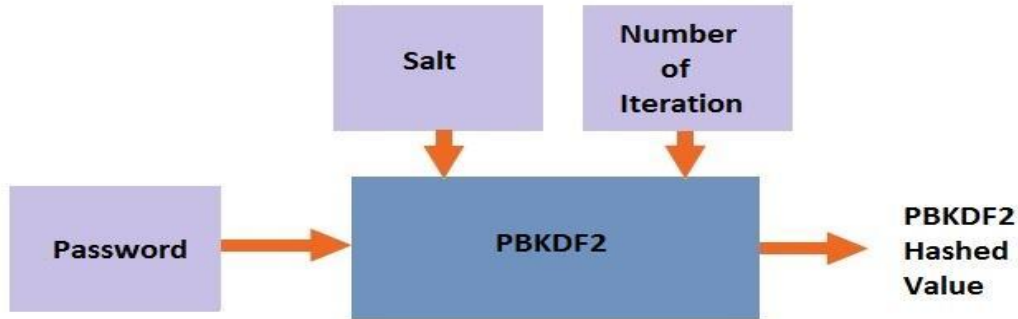 Salt
Number
of
Iteration
Password
PBKDF2
PBKDF2
Hashed
Value